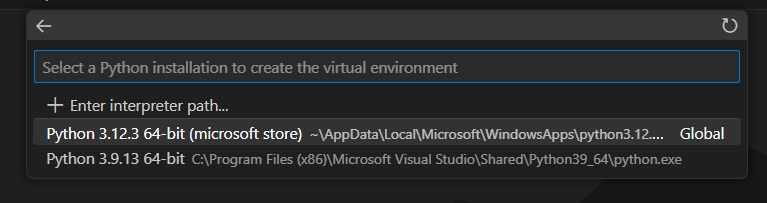 Select a Python installation to create the virtual environment
Enter interpreter path...
Python 3.12.3 64-bit (microsoft store) ~\AppData\Local\Microsoft\WindowsApps\python3.12.... Global
Python 3.9.13 64-bit C:\Program Files (x86)\Microsoft Visual Studio\Shared\Python39_64\python.exe